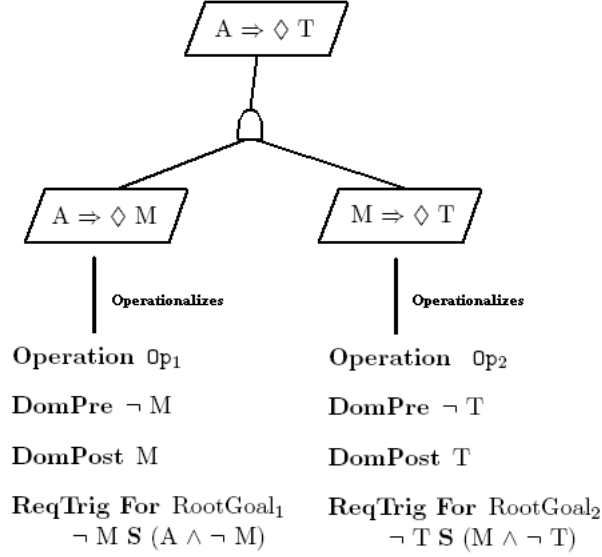 A ⇒ ◇ T
A ⇒ ◇ M
M ⇒ ◇ T
Operationalizes
Operationalizes
Operation Op₁
DomPre ¬ M
DomPost M
ReqTrig For RootGoal₁
¬ M S (A ∧ ¬ M)
Operation Op₂
DomPre ¬ T
DomPost T
ReqTrig For RootGoal₂
¬ T S (M ∧ ¬ T)